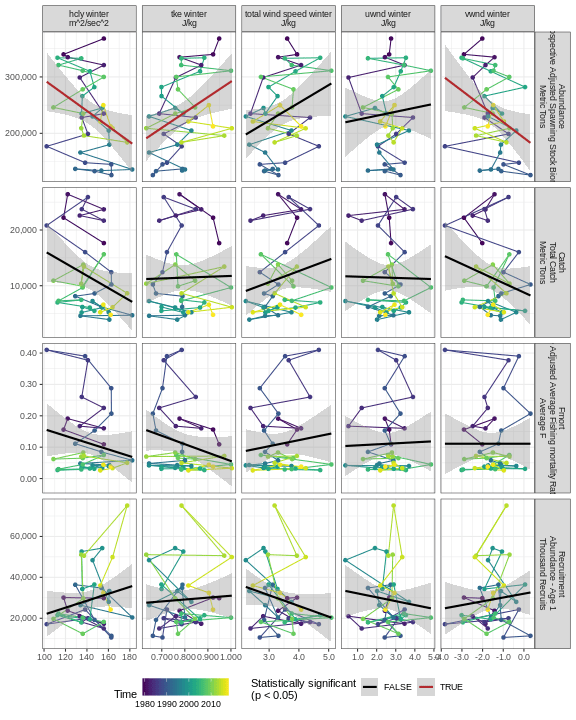 hcly winter
m^2/sec^2
tke winter
J/kg
total wind speed winter
J/kg
uwnd winter
J/kg
vwnd winter
J/kg
300,000
200,000
Abundance
Adjusted Spawning Stock
Metric Tons
20,000
10,000
Catch
Total Catch
Metric Tons
0.40
0.30
0.20
0.10
0.00
Fmort
Adjusted Average Fishing mortality
Average F
60,000
40,000
20,000
Recruitment
Abundance - Age 1
Thousand Recruits
100 120 140 160 180
0.700 0.800 0.900 1.000
3.0 4.0 5.0
1.0 2.0 3.0 4.0
-3.0 -2.0 -1.0 0.0
Time
1980 1990 2000 2010
Statistically significant
(p < 0.05)
FALSE
TRUE